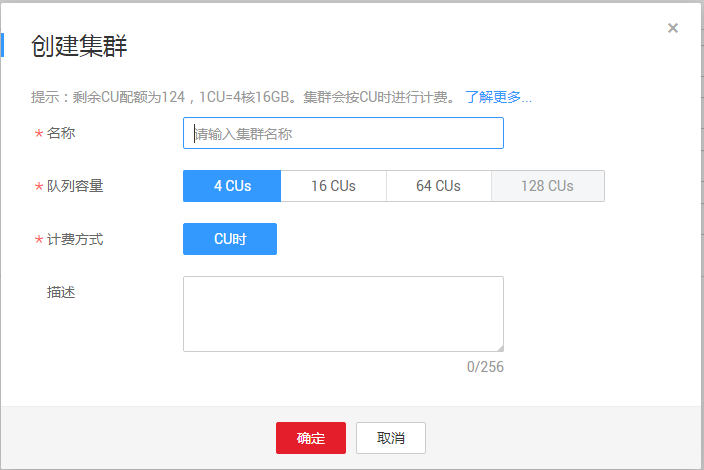 创建集群
×
提示：剩余CU配额为124，1CU=4核16GB。集群会按CU时进行计费。 了解更多...
* 名称 请输入集群名称
* 队列容量 4 CUs 16 CUs 64 CUs 128 CUs
* 计费方式 CU时
描述
0/256
确定 取消